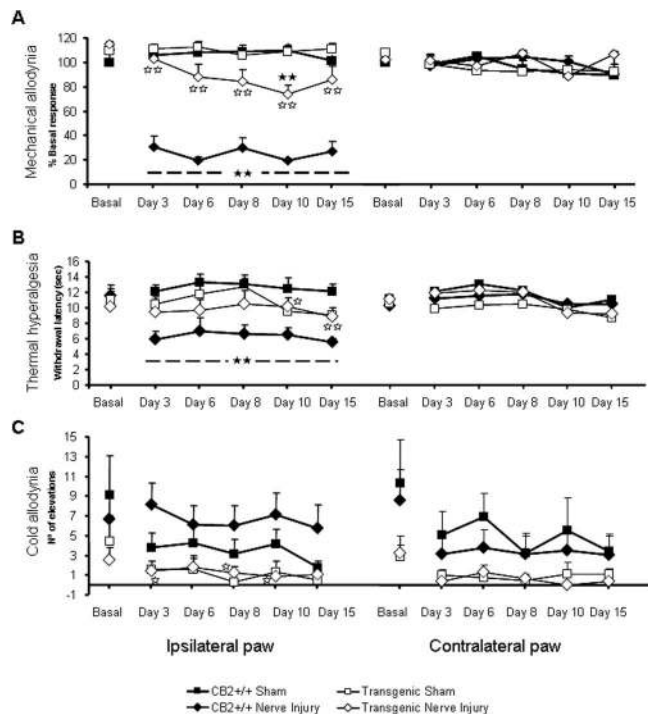 A
Mechanical allodynia
% Basal response
120
100
80
60
40
20
0
Basal Day 3 Day 6 Day 8 Day 10 Day 15 Basal Day 3 Day 6 Day 8 Day 10 Day 15
B
Thermal hyperalgesia
Withdrawal latency (sec)
16
14
12
10
8
6
4
2
0
Basal Day 3 Day 6 Day 8 Day 10 Day 15 Basal Day 3 Day 6 Day 8 Day 10 Day 15
C
Cold allodynia
Nº of elevations
15
13
11
9
7
5
3
1
-1
Basal Day 3 Day 6 Day 8 Day 10 Day 15 Basal Day 3 Day 6 Day 8 Day 10 Day 15
Ipsilateral paw Contralateral paw
CB2+/+ Sham Transgenic Sham
CB2+/+ Nerve Injury Transgenic Nerve Injury